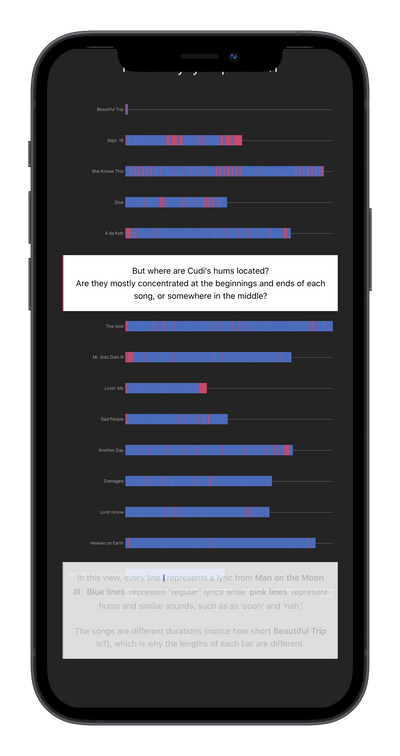 Beautiful Trip
Sept. 16
She Knows This
Dive
4 da Kidz
But where are Cudi's hums located?
Are they mostly concentrated at the beginnings and ends of each
song, or somewhere in the middle?
The Void
Mr. Solo Dolo III
Lovin' Me
Sad People
Another Day
Damaged
Lord I Know
Heaven on Earth
In this view, every line | represents a lyric from Man on the Moon
III. Blue lines represent "regular" lyrics while pink lines represent
hums and similar sounds, such as as 'oooh' and 'nah.'
The songs are different durations (notice how short Beautiful Trip
is?), which is why the lengths of each bar are different.